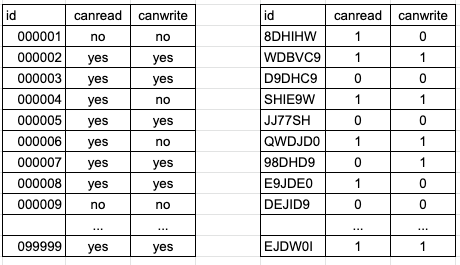 id canread canwrite id canread canwrite
000001 no no 8DHIHW 1 0
000002 yes yes WDBVC9 1 1
000003 yes yes D9DHC9 0 0
000004 yes no SHIE9W 1 1
000005 yes yes JJ77SH 0 0
000006 yes no QWDJD0 1 1
000007 yes yes 98DHD9 0 1
000008 yes yes E9JDE0 1 0
000009 no no DEJID9 0 0
... ... ... ...
099999 yes yes EJDW0I 1 1